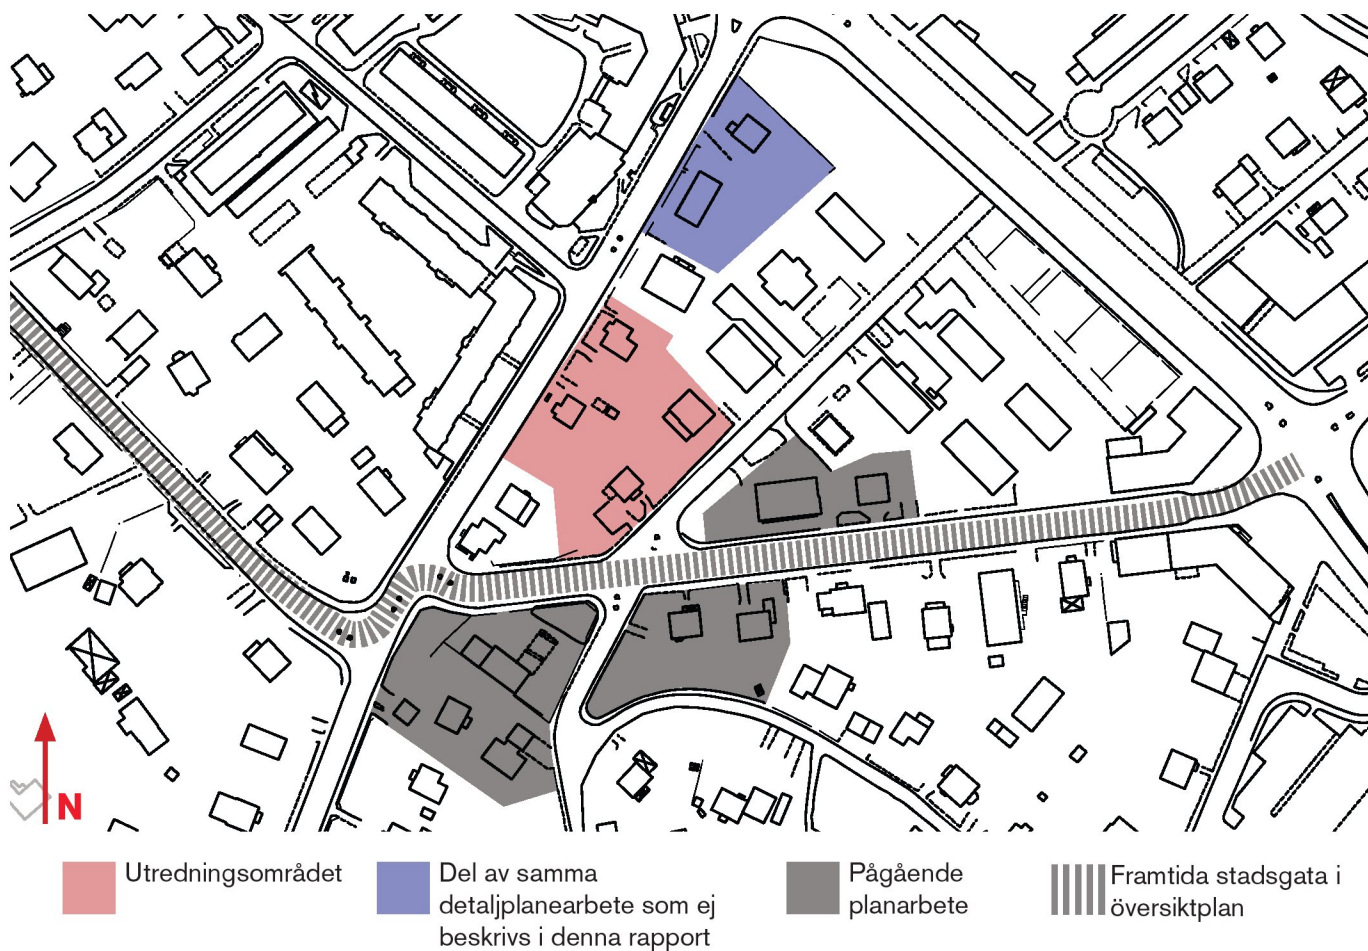 N
Utredningsområdet
Del av samma
detaljplanearbete som ej
beskrivs i denna rapport
Pågående
planarbete
Framtida stadsgata i
översiktplan